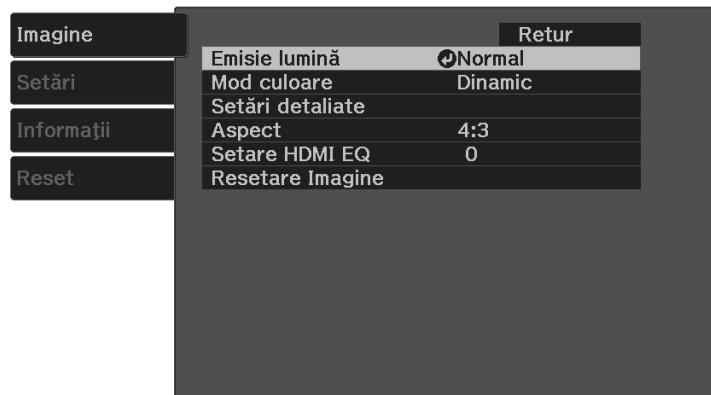 Imagine
Setări
Informaţii
Reset
Retur
Emisie lumină Normal
Mod culoare Dinamic
Setări detaliate
Aspect 4:3
Setare HDMI EQ 0
Resetare Imagine